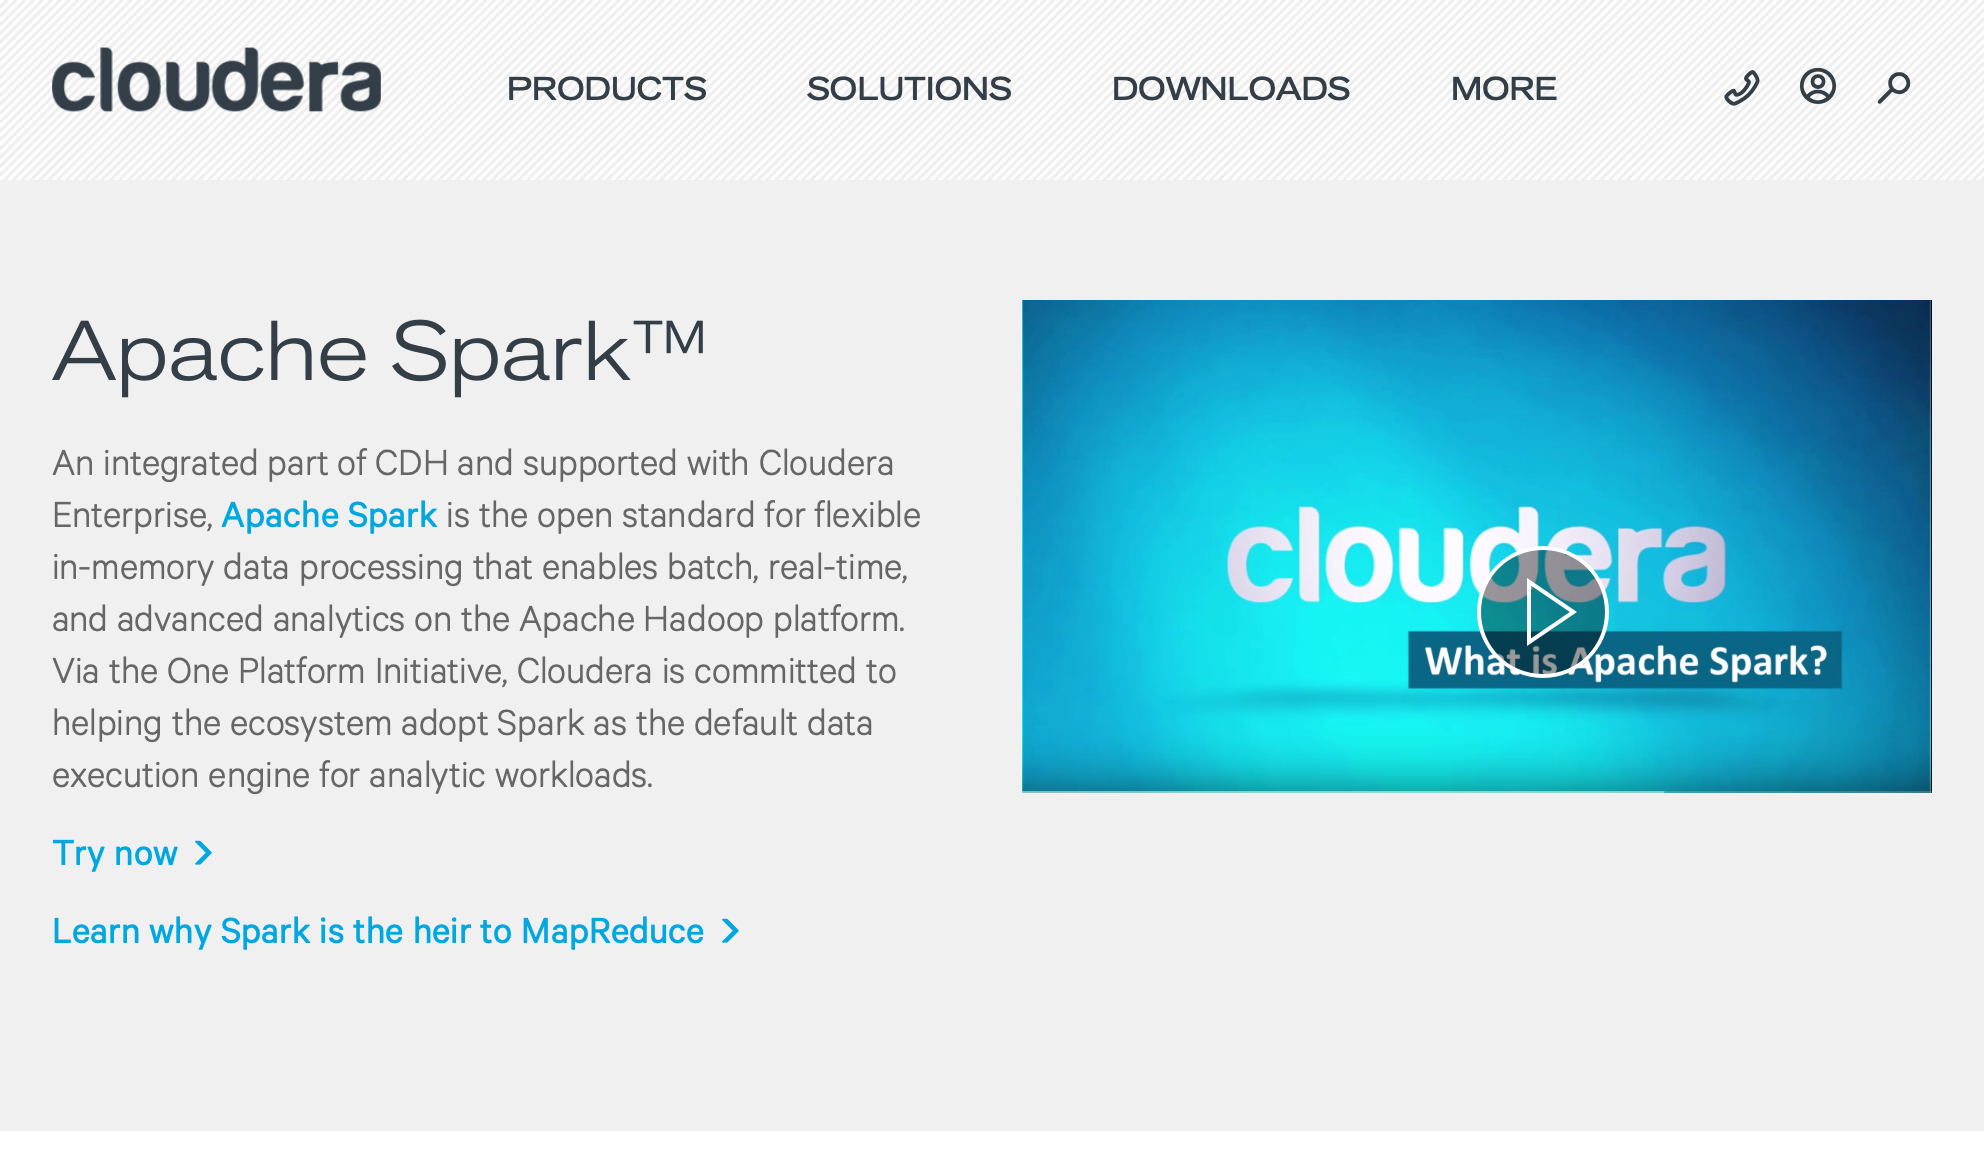 cloudera
PRODUCTS SOLUTIONS DOWNLOADS MORE
Apache Spark™
An integrated part of CDH and supported with Cloudera
Enterprise, Apache Spark is the open standard for flexible
in-memory data processing that enables batch, real-time,
and advanced analytics on the Apache Hadoop platform.
Via the One Platform Initiative, Cloudera is committed to
helping the ecosystem adopt Spark as the default data
execution engine for analytic workloads.
Try now
Learn why Spark is the heir to MapReduce
cloudera
What is Apache Spark?